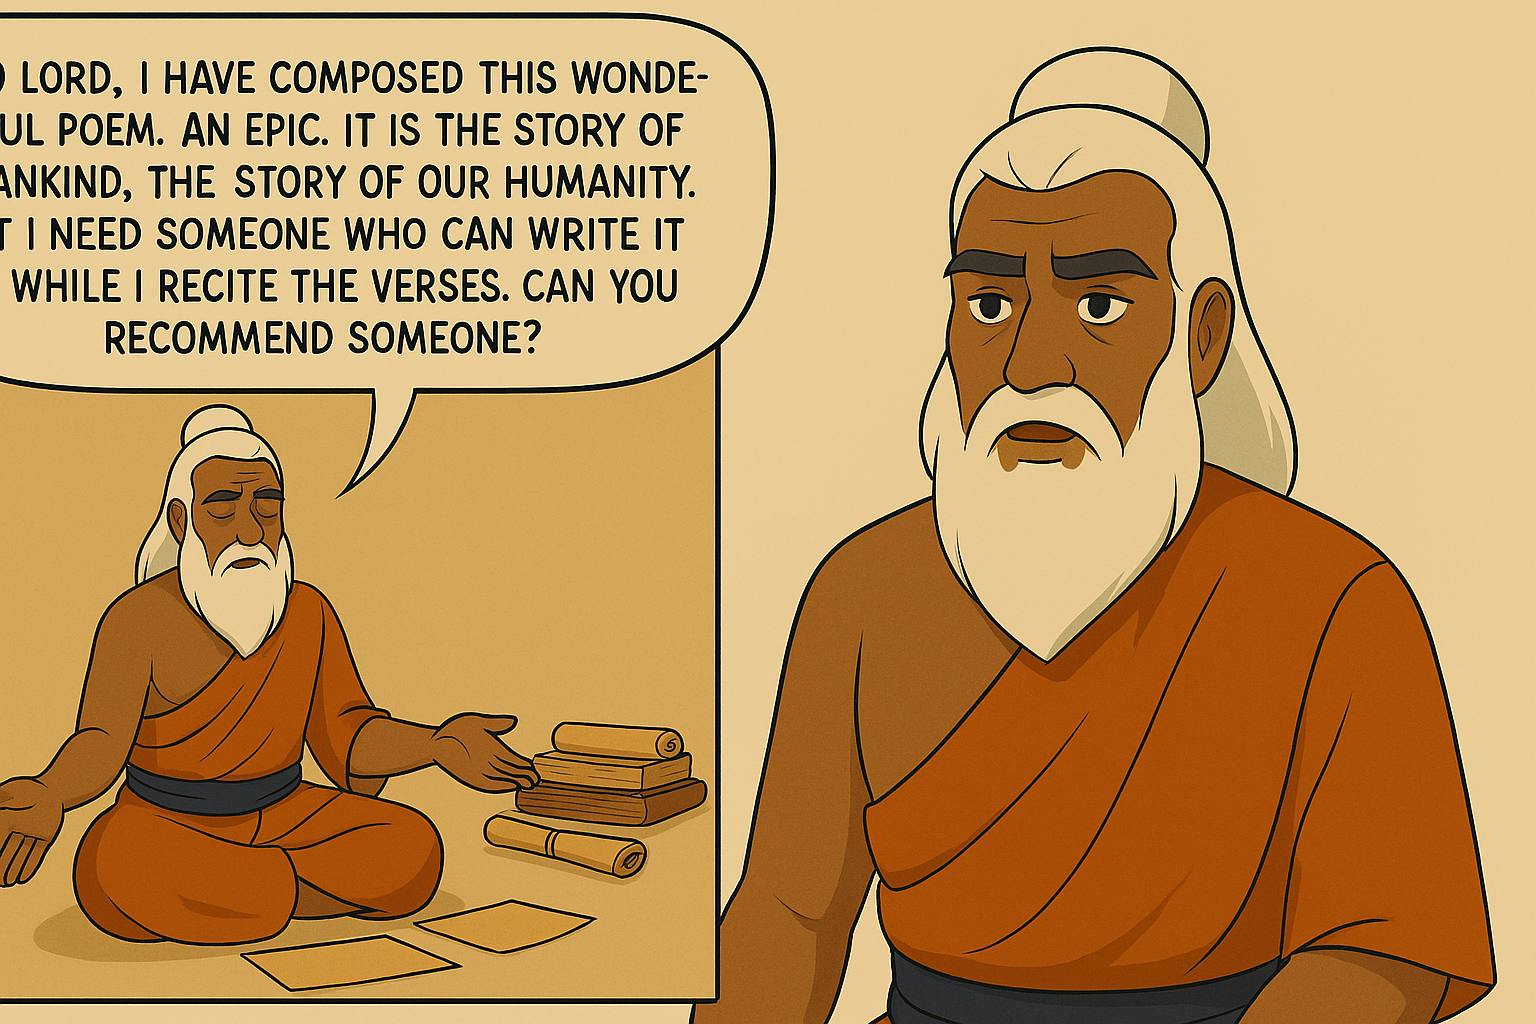 O LORD, I HAVE COMPOSED THIS WONDE-
UL POEM. AN EPIC. IT IS THE STORY OF
ANKIND, THE STORY OF OUR HUMANITY.
T I NEED SOMEONE WHO CAN WRITE IT
WHILE I RECITE THE VERSES. CAN YOU
RECOMMEND SOMEONE?